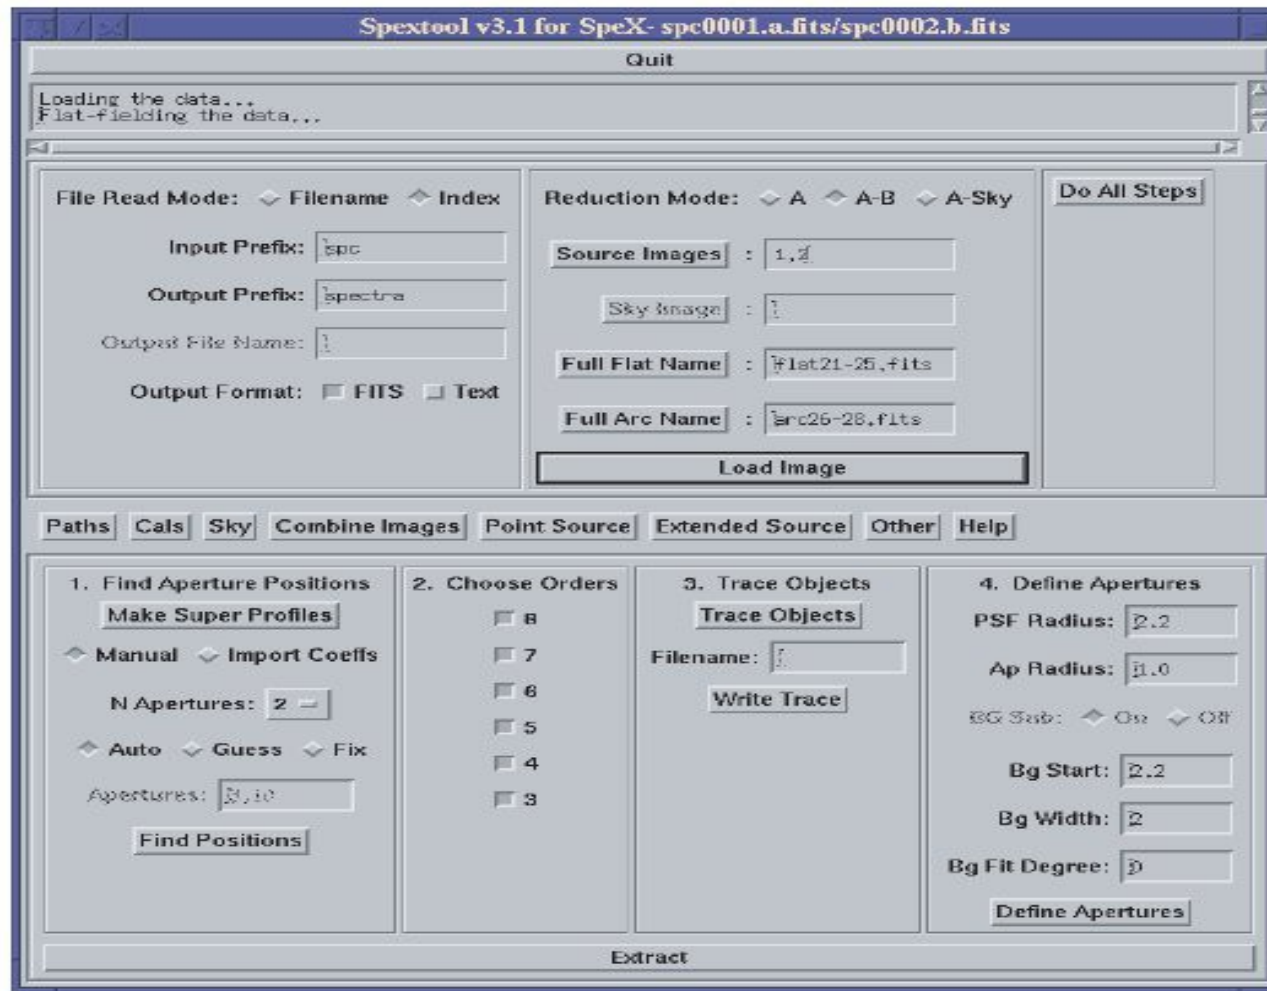 Spextool v3.1 for SpeX- spc0001.a.fits/spc0002.b.fits
Quit
Loading the data...
Flat-fielding the data...
File Read Mode: Filename Index
Input Prefix: spc
Output Prefix: spectra
Output File Name:
Output Format: FITS Text
Reduction Mode: A A-B A-Sky
Source Images : 1,2
Sky Image :
Full Flat Name : flat21-25.fits
Full Arc Name : arc26-28.fits
Load Image
Do All Steps
Paths Cals Sky Combine Images Point Source Extended Source Other Help
1. Find Aperture Positions
Make Super Profiles
Manual Import Coeffs
N Apertures: 2
Auto Guess Fix
Apertures: 3,10
Find Positions
2. Choose Orders
8
7
6
5
4
3
3. Trace Objects
Trace Objects
Filename:
Write Trace
4. Define Apertures
PSF Radius: 2.2
Ap Radius: 1.0
BG Sub: On Off
Bg Start: 2.2
Bg Width: 2
Bg Fit Degree: 0
Define Apertures
Extract